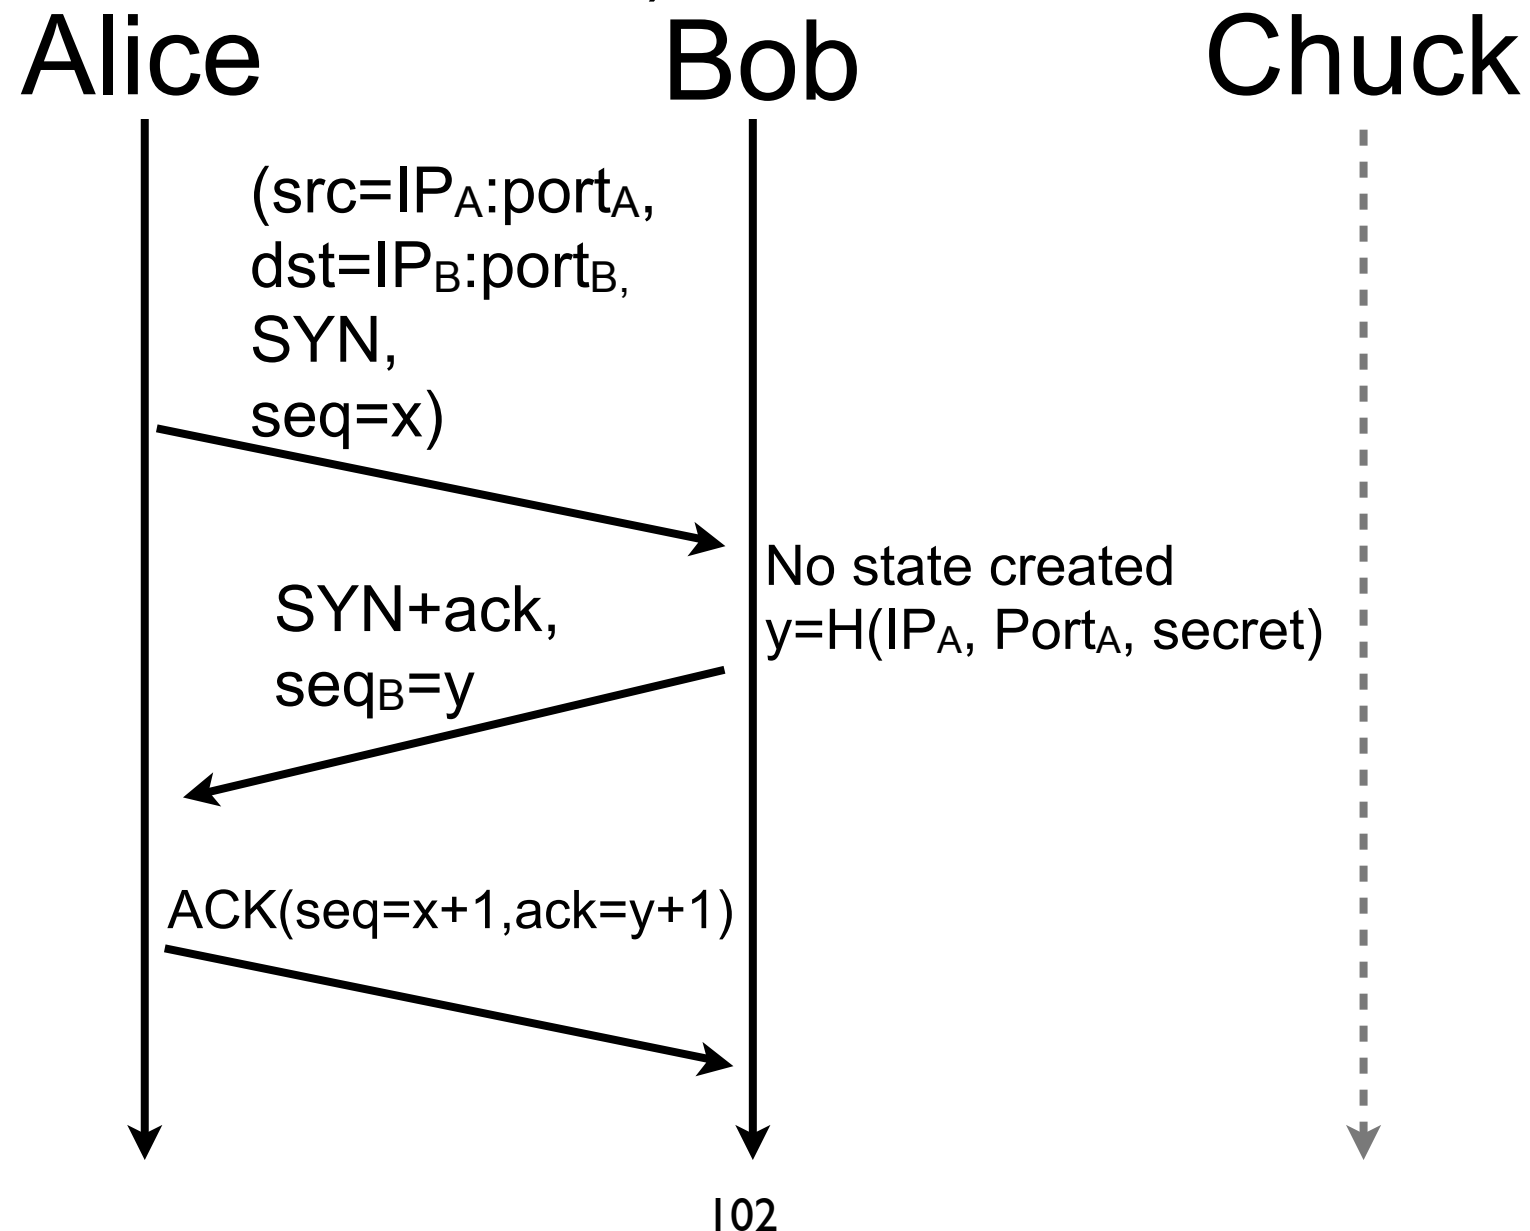 Alice
Bob
Chuck
(src=IPA:portA,
dst=IPB:portB,
SYN,
seq=x)
No state created
y=H(IPA, PortA, secret)
SYN+ack,
seqB=y
ACK(seq=x+1,ack=y+1)
102